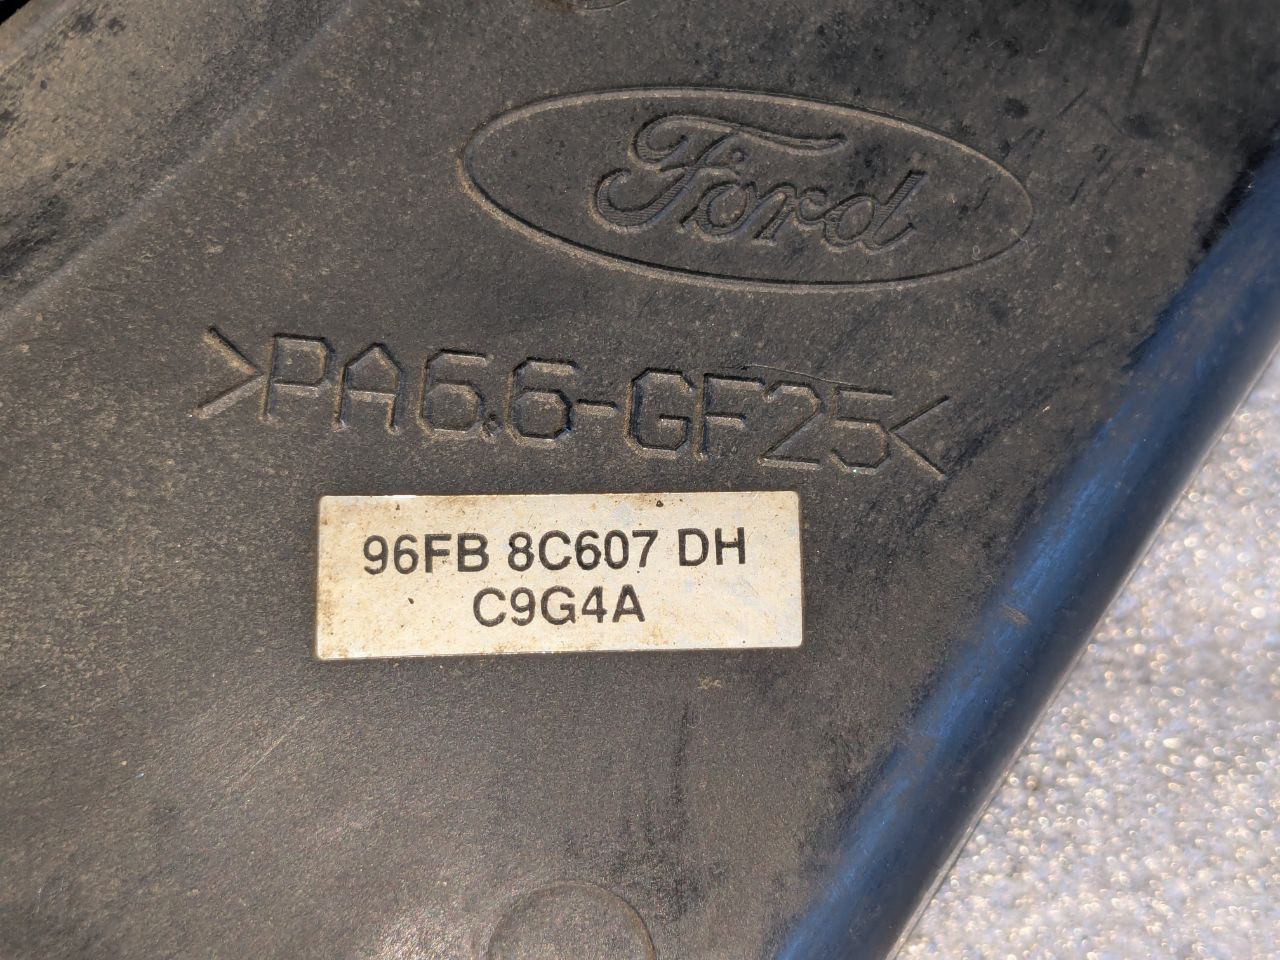 Ford
>PA6.6-GF25<
96FB 8C607 DH
C9G4A